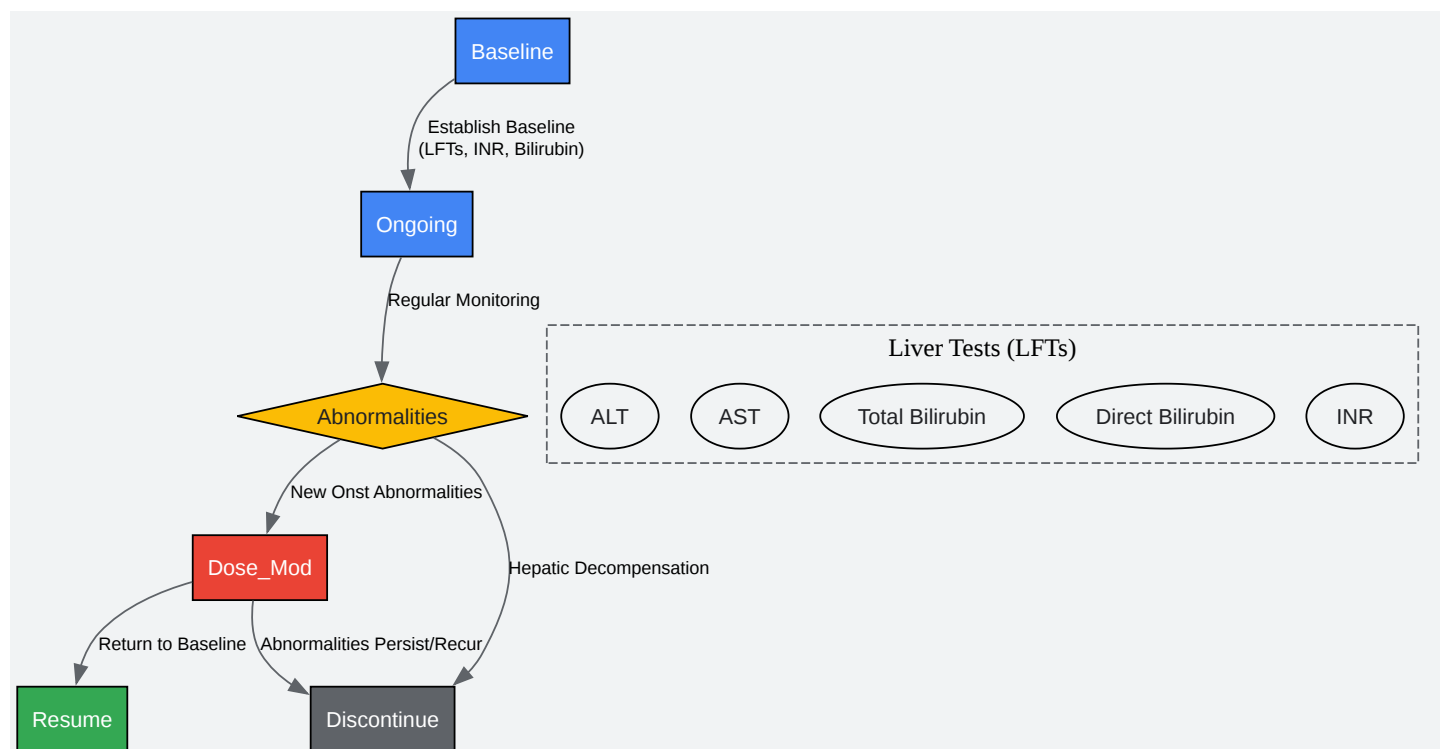 Baseline
Establish Baseline
(LFTs, INR, Bilirubin)
Ongoing
Regular Monitoring
Liver Tests (LFTs)
Abnormalities
ALT
AST
Total Bilirubin
Direct Bilirubin
INR
New Onst Abnormalities
Dose_Mod
Hepatic Decompensation
Return to Baseline
Abnormalities Persist/Recur
Resume
Discontinue